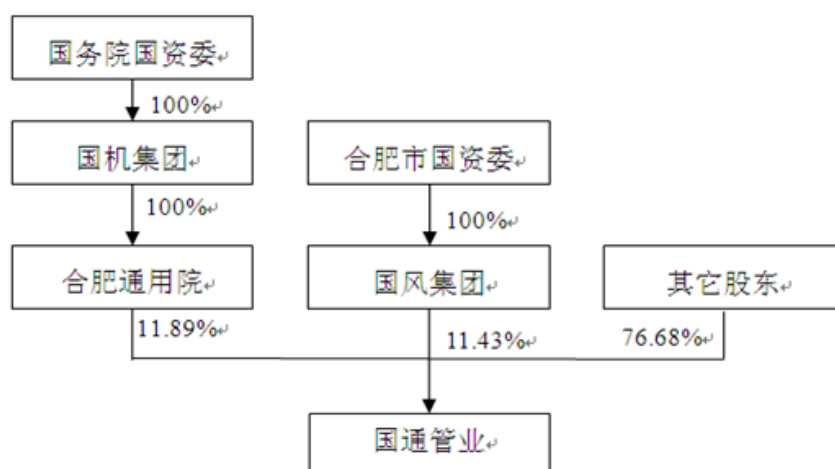 国务院国资委
100%
国机集团
合肥市国资委
100%
100%
合肥通用院
国风集团
其它股东
11.89%
11.43%
76.68%
国通管业